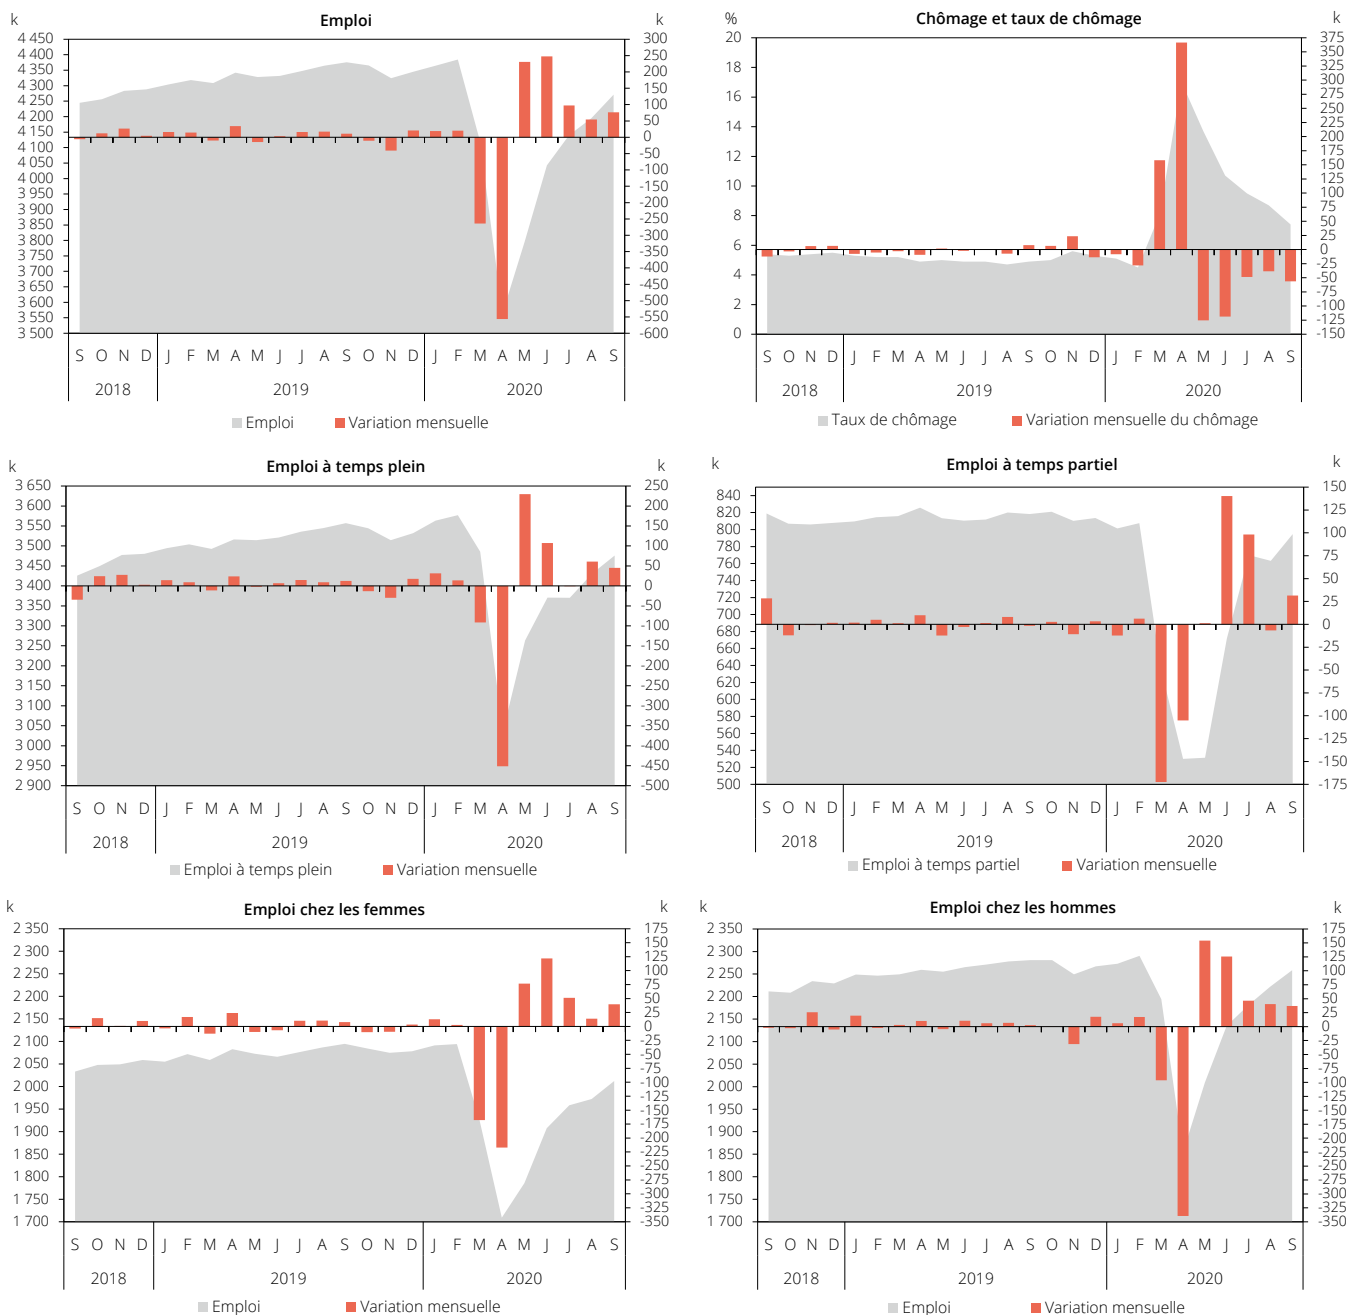 k Emploi k
4 450 300
4 400 250
4 350 200
4 300 150
4 250 100
4 200 50
4 150 0
4 100 -50
4 050 -100
4 000 -150
3 950 -200
3 900 -250
3 850 -300
3 800 -350
3 750 -400
3 700 -450
3 650 -500
3 600 -550
3 550 -600
3 500
S O N D J F M A M J J A S O N D J F M A M J J A S
2018 2019 2020
Emploi Variation mensuelle
% Chômage et taux de chômage k
20 375
18 350
16 325
14 300
12 275
10 250
8 225
6 200
4 175
2 150
0 125
100
75
50
25
0
-25
-50
-75
-100
-125
-150
S O N D J F M A M J J A S O N D J F M A M J J A S
2018 2019 2020
Taux de chômage Variation mensuelle du chômage
k Emploi à temps plein k
3 650 250
3 600 200
3 550 150
3 500 100
3 450 50
3 400 0
3 350 -50
3 300 -100
3 250 -150
3 200 -200
3 150 -250
3 100 -300
3 050 -350
3 000 -400
2 950 -450
2 900 -500
S O N D J F M A M J J A S O N D J F M A M J J A S
2018 2019 2020
Emploi à temps plein Variation mensuelle
k Emploi à temps partiel k
840 150
820 125
800 100
780 75
760 50
740 25
720 0
700 -25
680 -50
660 -75
640 -100
620 -125
600 -150
580 -175
560
540
520
500
S O N D J F M A M J J A S O N D J F M A M J J A S
2018 2019 2020
Emploi à temps partiel Variation mensuelle
k Emploi chez les femmes k
2 350 175
2 300 150
2 250 125
2 200 100
2 150 75
2 100 50
2 050 25
2 000 0
1 950 -25
1 900 -50
1 850 -75
1 800 -100
1 750 -125
1 700 -150
-175
-200
-225
-250
-275
-300
-325
-350
S O N D J F M A M J J A S O N D J F M A M J J A S
2018 2019 2020
Emploi Variation mensuelle
k Emploi chez les hommes k
2 350 175
2 300 150
2 250 125
2 200 100
2 150 75
2 100 50
2 050 25
2 000 0
1 950 -25
1 900 -50
1 850 -75
1 800 -100
1 750 -125
1 700 -150
-175
-200
-225
-250
-275
-300
-325
-350
S O N D J F M A M J J A S O N D J F M A M J J A S
2018 2019 2020
Emploi Variation mensuelle